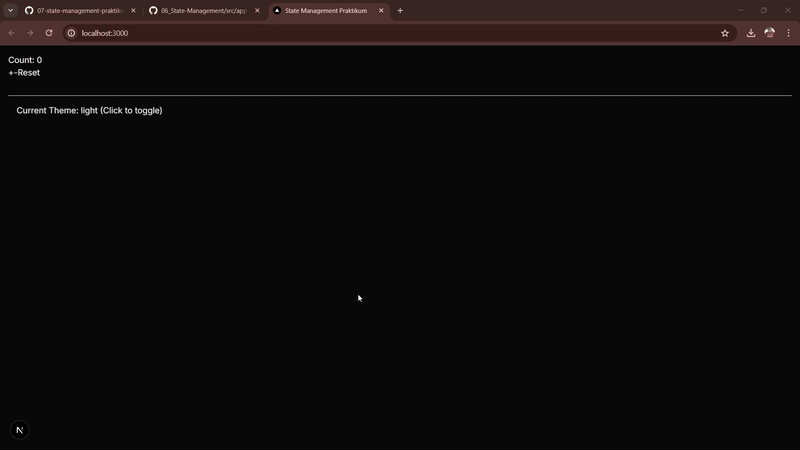 07-state-management-praktiku
06_State-Management/src/app
State Management Praktikum
localhost:3000
Count: 0
+-Reset
Current Theme: light (Click to toggle)
N